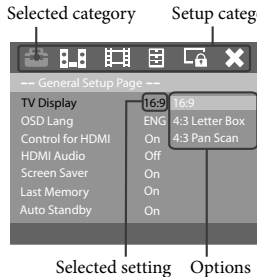 Selected category
Setup categ
-- General Setup Page --
TV Display 16:9 16:9
OSD Lang ENG 4:3 Letter Box
Control for HDMI On 4:3 Pan Scan
HDMI Audio Off
Screen Saver On
Last Memory On
Auto Standby On
Selected setting
Options